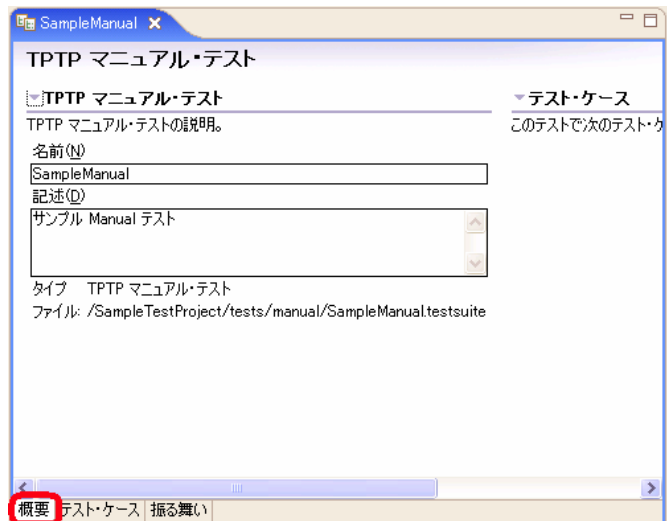 SampleManual
TPTP マニュアル・テスト
TPTP マニュアル・テスト
テスト・ケース
TPTP マニュアル・テストの説明。
このテストで次のテスト・ケ
名前(N)
SampleManual
記述(D)
サンプル Manual テスト
タイプ TPTP マニュアル・テスト
ファイル: /SampleTestProject/tests/manual/SampleManual.testsuite
概要 テスト・ケース 振る舞い